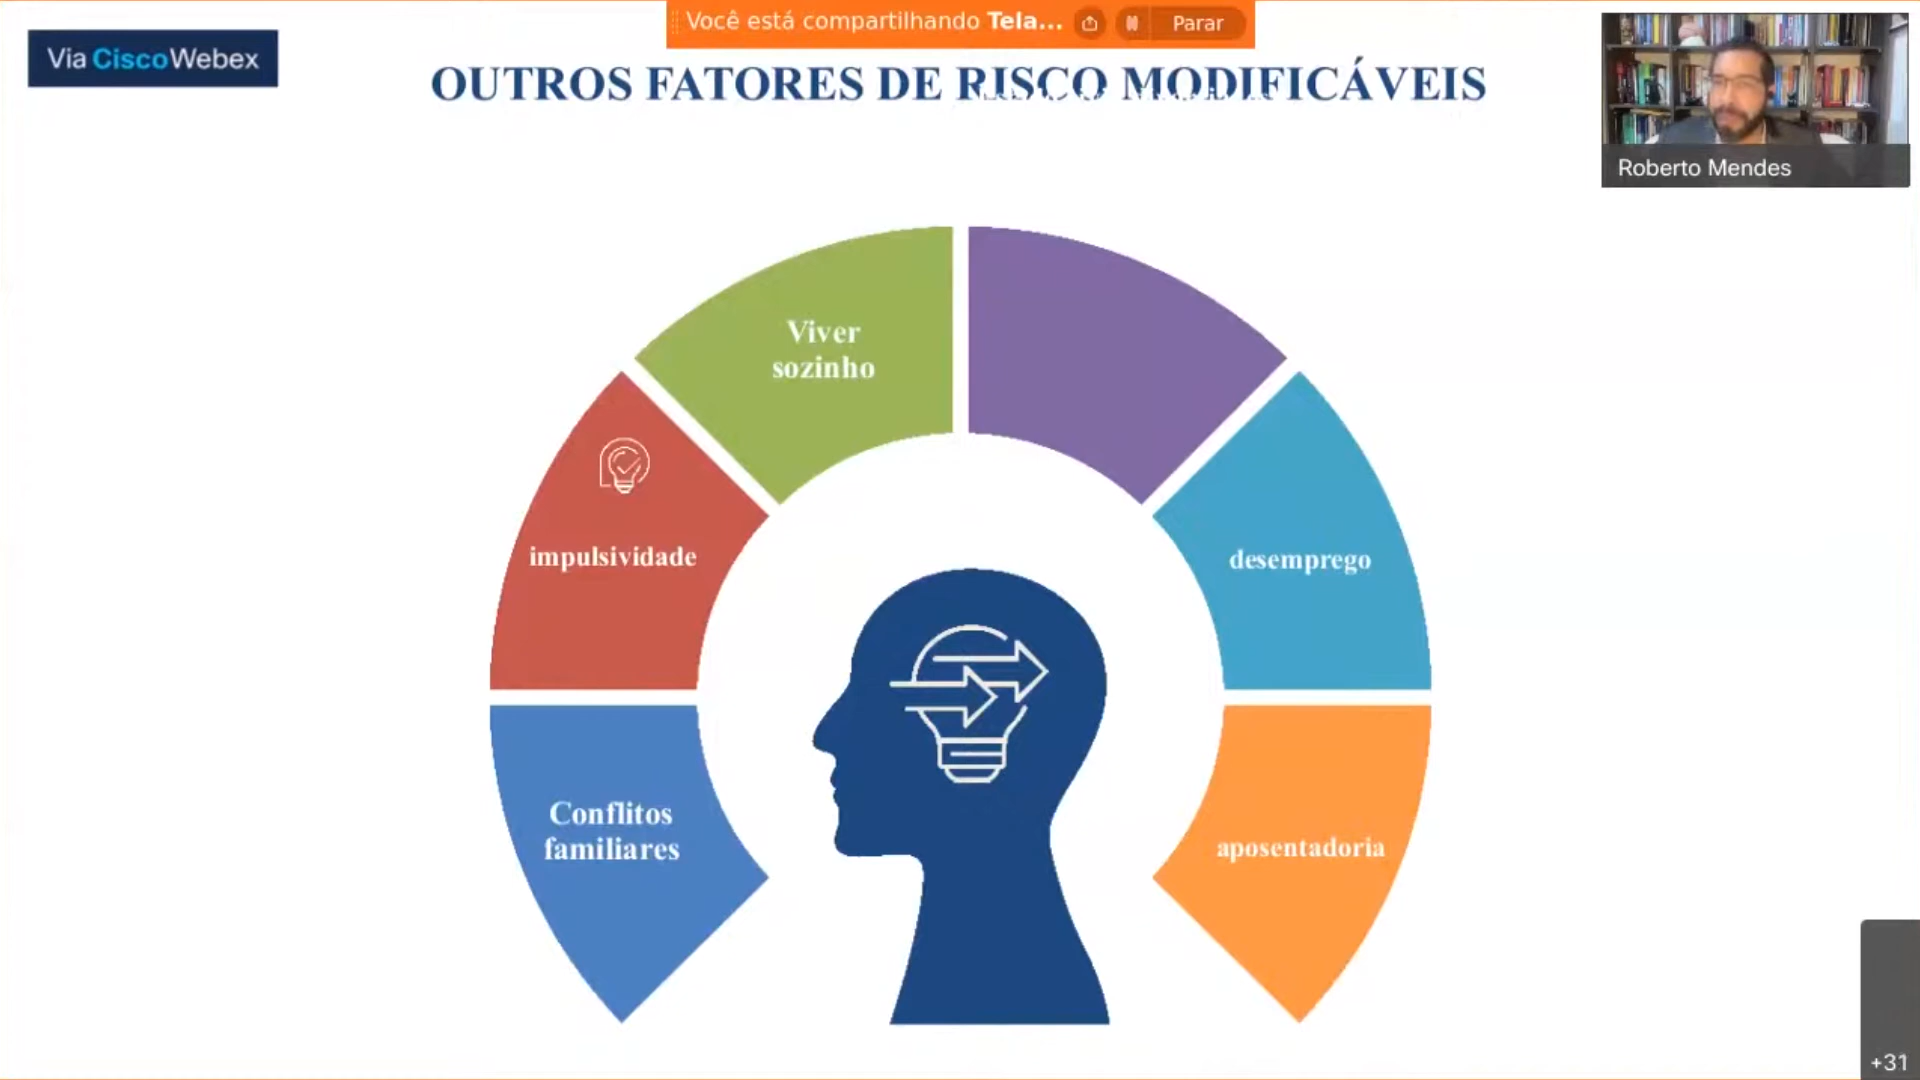 Você está compartilhando Tela...
Parar
Via CiscoWebex
OUTROS FATORES DE RISCO MODIFICÁVEIS
Roberto Mendes
Viver
sozinho
impulsividade
desemprego
Conflitos
familiares
aposentadoria
+31